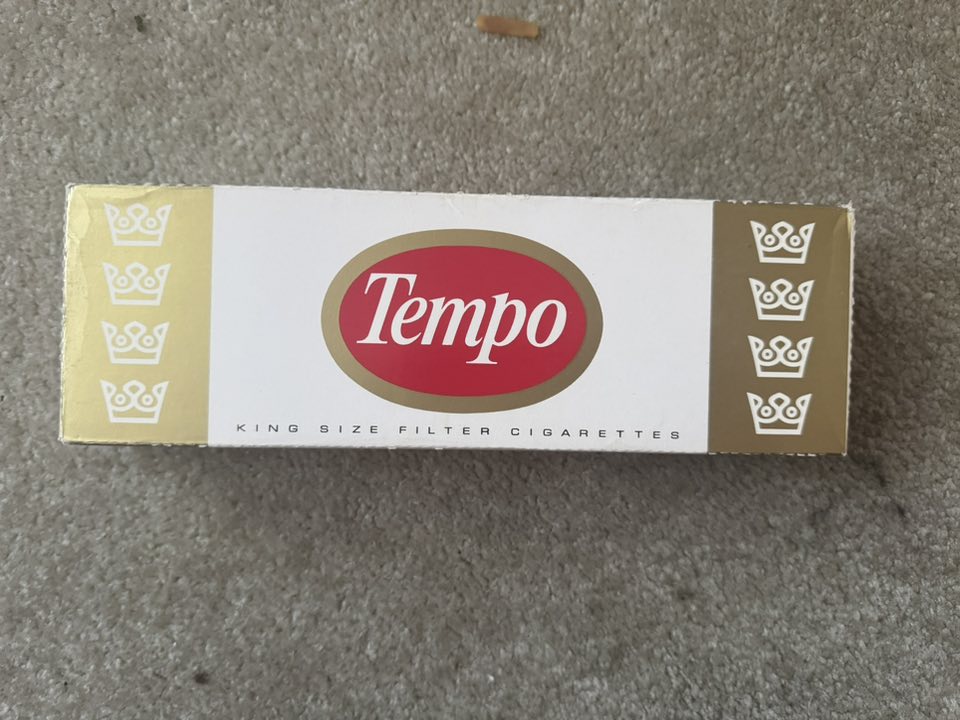 Tempo
KING SIZE FILTER CIGARETTES